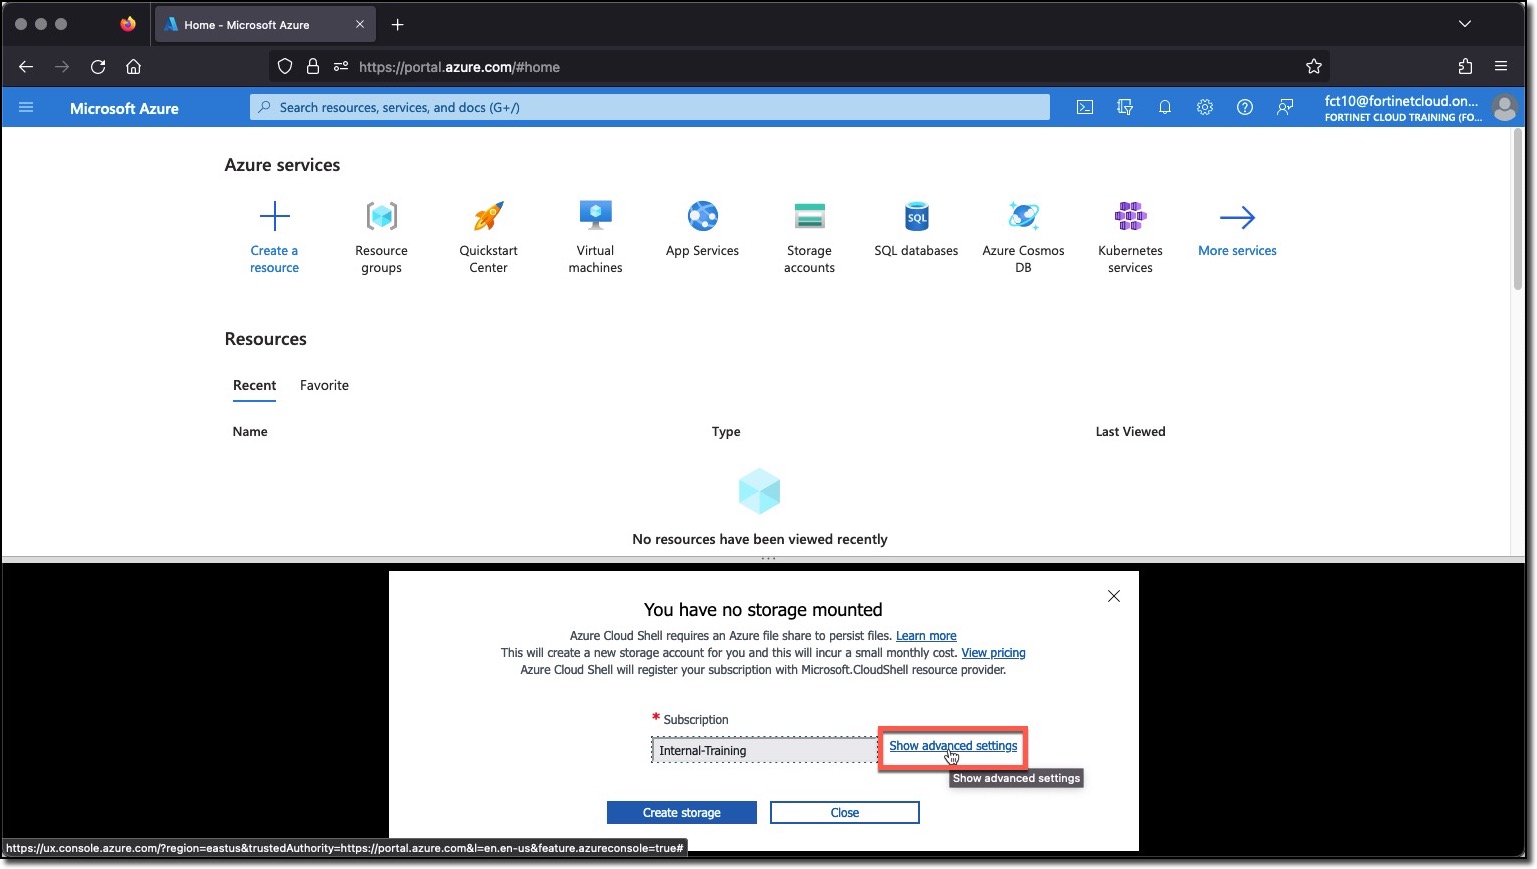 Home - Microsoft Azure
https://portal.azure.com/#home
Microsoft Azure
Search resources, services, and docs (G+/)
fct10@fortinetcloud.on...
FORTINET CLOUD TRAINING (FO...
Azure services
Create a
resource
Resource
groups
Quickstart
Center
Virtual
machines
App Services
Storage
accounts
SQL
SQL databases
Azure Cosmos
DB
Kubernetes
services
More services
Resources
Recent
Favorite
Name
Type
Last Viewed
No resources have been viewed recently
You have no storage mounted
Azure Cloud Shell requires an Azure file share to persist files. Learn more
This will create a new storage account for you and this will incur a small monthly cost. View pricing
Azure Cloud Shell will register your subscription with Microsoft.CloudShell resource provider.
* Subscription
Internal-Training
Show advanced settings
Show advanced settings
Create storage
Close
https://ux.console.azure.com/?region=eastus&trustedAuthority=https://portal.azure.com&l=en.en-us&feature.azureconsole=true#